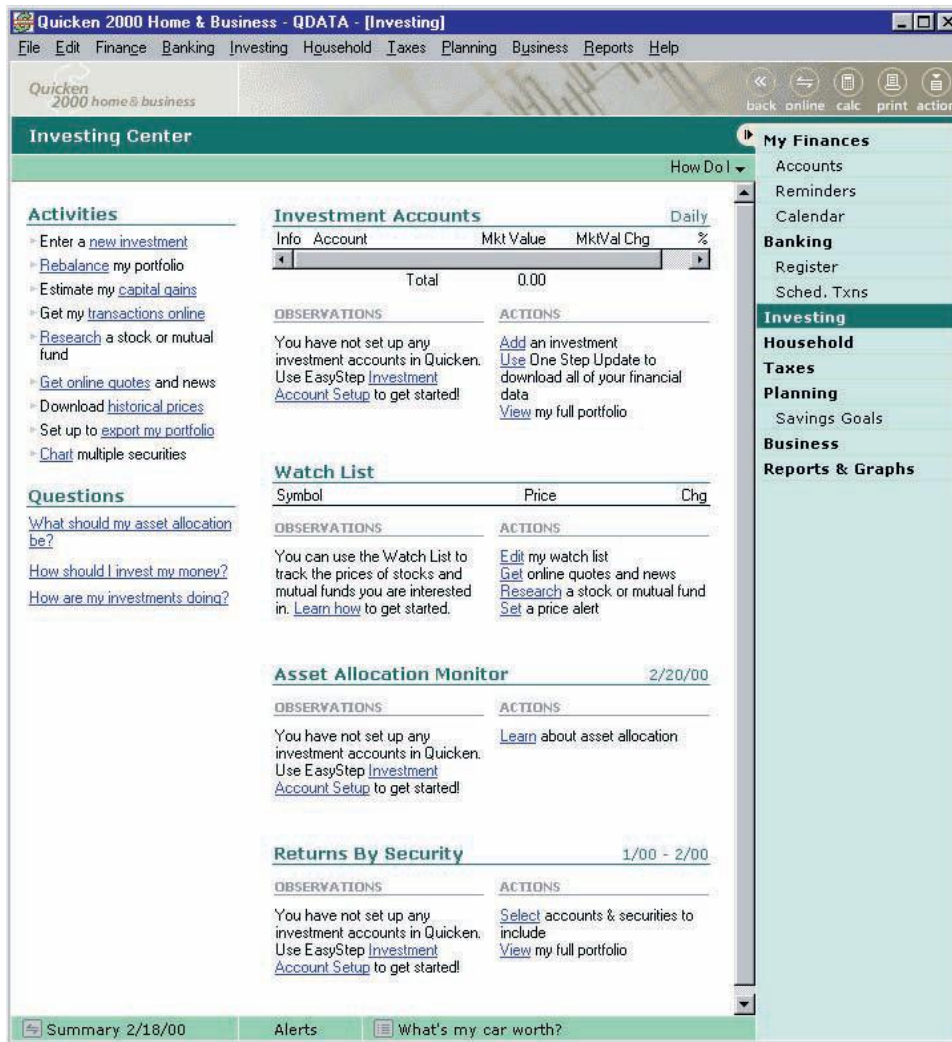 Quicken 2000 Home & Business - QDATA - [Investing]
File Edit Finance Banking Investing Household Taxes Planning Business Reports Help
Quicken
2000 home & business
back online calc print action
Investing Center
How Do I
Activities
Enter a new investment
Rebalance my portfolio
Estimate my capital gains
Get my transactions online
Research a stock or mutual
fund
Get online quotes and news
Download historical prices
Set up to export my portfolio
Chart multiple securities
Questions
What should my asset allocation
be?
How should I invest my money?
How are my investments doing?
Investment Accounts Daily
Info Account Mkt Value MktVal Chg %
Total 0.00
OBSERVATIONS
You have not set up any
investment accounts in Quicken.
Use EasyStep Investment
Account Setup to get started!
ACTIONS
Add an investment
Use One Step Update to
download all of your financial
data
View my full portfolio
Watch List
Symbol Price Chg
OBSERVATIONS
You can use the Watch List to
track the prices of stocks and
mutual funds you are interested
in. Learn how to get started.
ACTIONS
Edit my watch list
Get online quotes and news
Research a stock or mutual fund
Set a price alert
Asset Allocation Monitor 2/20/00
OBSERVATIONS
You have not set up any
investment accounts in Quicken.
Use EasyStep Investment
Account Setup to get started!
ACTIONS
Learn about asset allocation
Returns By Security 1/00 - 2/00
OBSERVATIONS
You have not set up any
investment accounts in Quicken.
Use EasyStep Investment
Account Setup to get started!
ACTIONS
Select accounts & securities to
include
View my full portfolio
My Finances
Accounts
Reminders
Calendar
Banking
Register
Sched. Txns
Investing
Household
Taxes
Planning
Savings Goals
Business
Reports & Graphs
Summary 2/18/00 Alerts What's my car worth?